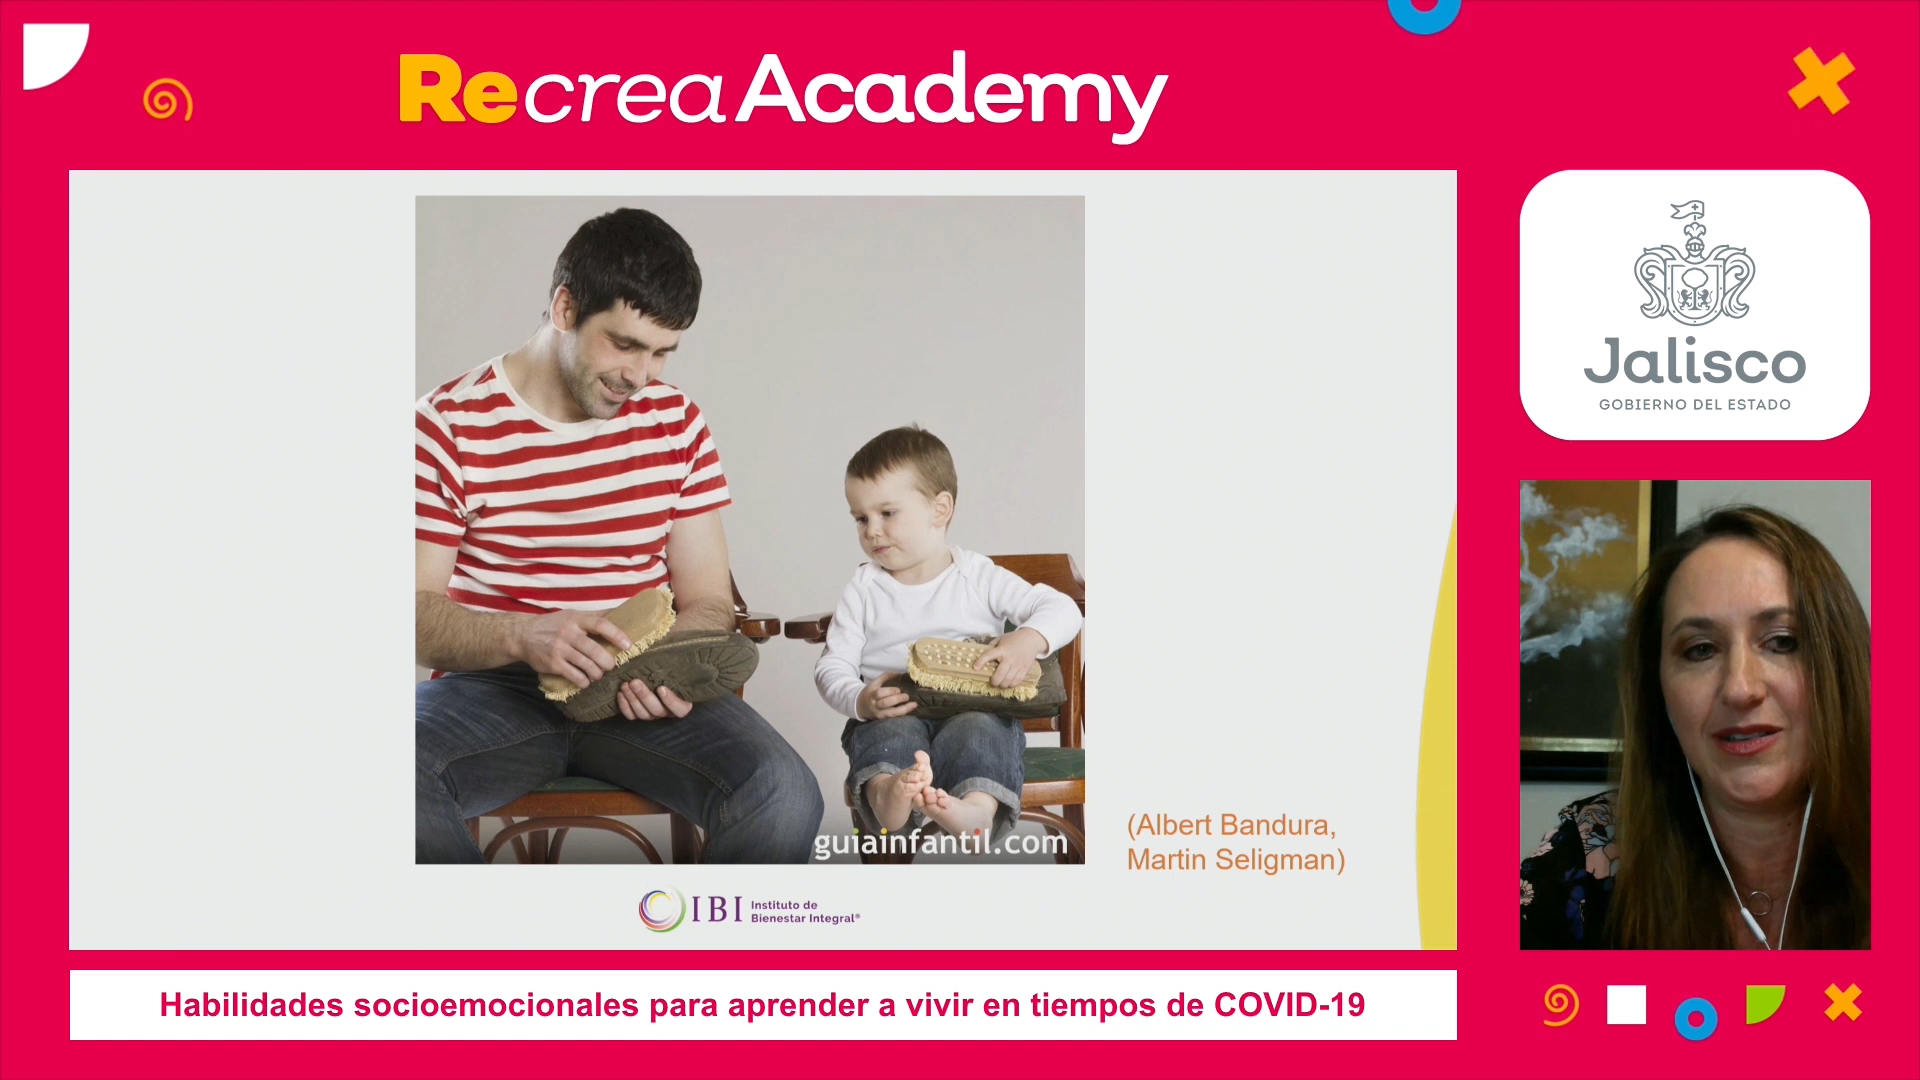 RecreaAcademy
Jalisco
GOBIERNO DEL ESTADO
guiainfantil.com
(Albert Bandura,
Martin Seligman)
IBI Instituto de
Bienestar Integral®
Habilidades socioemocionales para aprender a vivir en tiempos de COVID-19